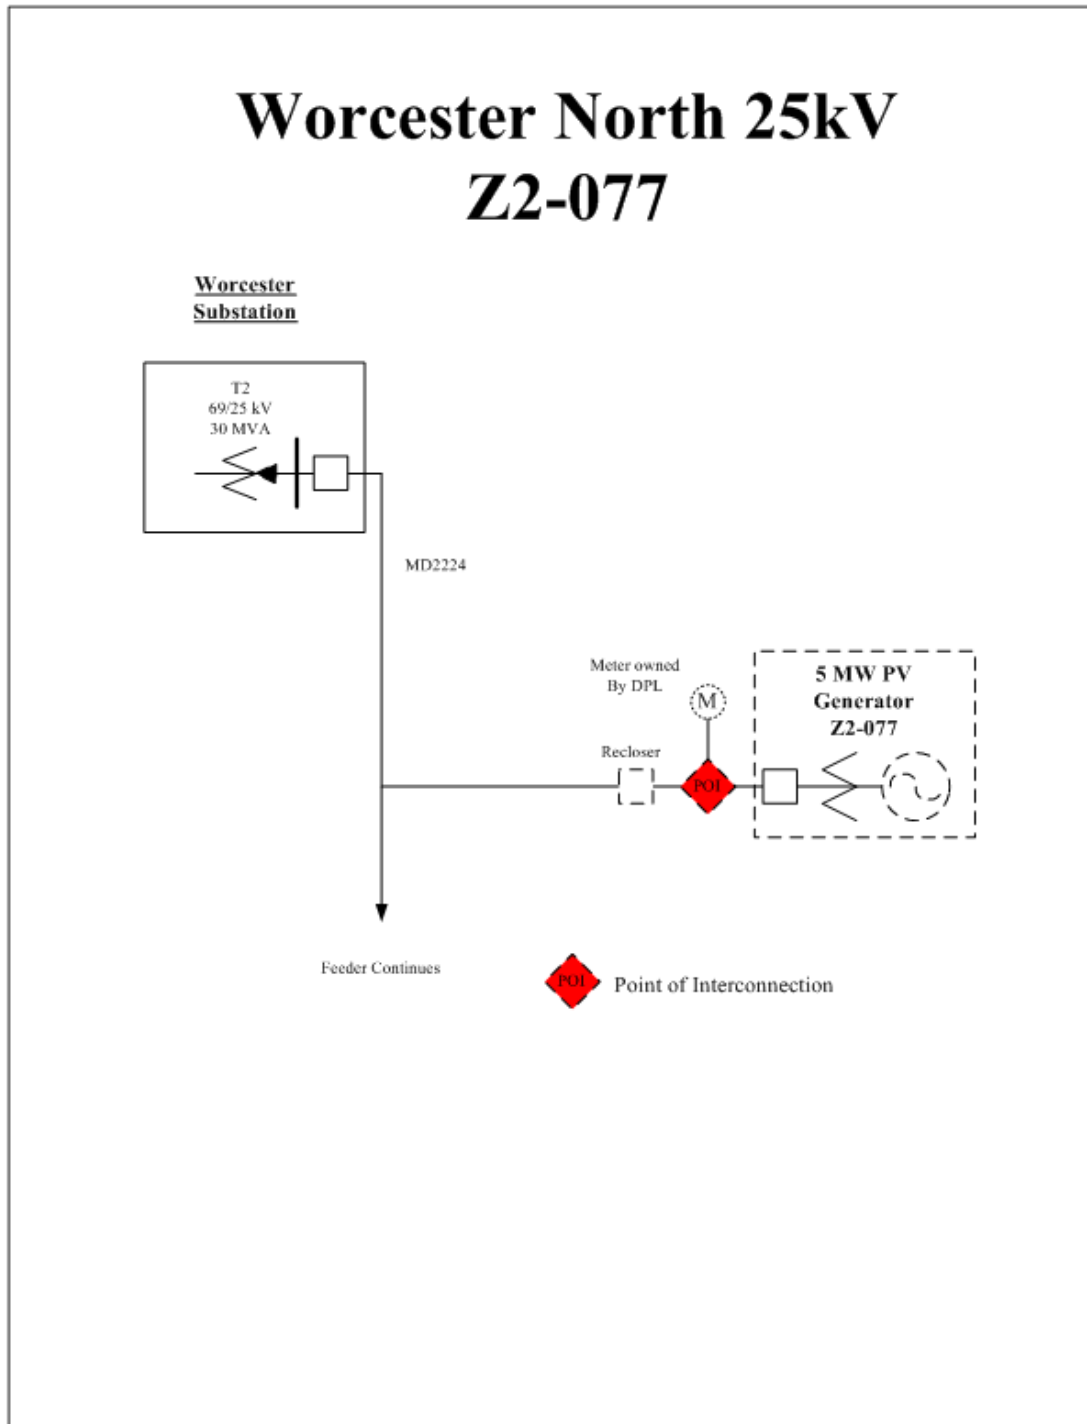 Worcester North 25kV
Z2-077
Worcester
Substation
T2
69/25 kV
30 MVA
MD2224
Meter owned
By DPL
M
Recloser
POI
5 MW PV
Generator
Z2-077
Feeder Continues
POI
Point of Interconnection